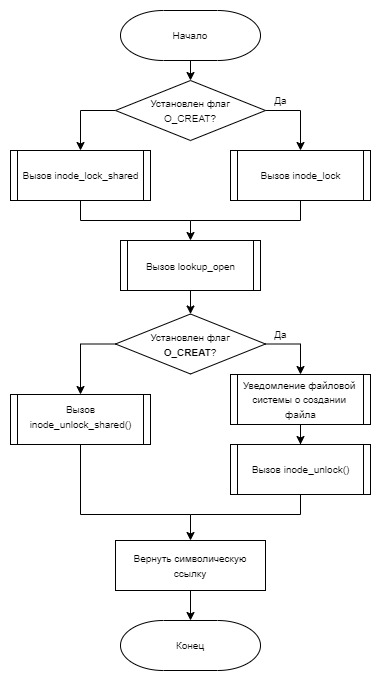 Начало
Установлен флаг
O_CREAT?
Да
Вызов inode_lock_shared
Вызов inode_lock
Вызов lookup_open
Установлен флаг
O_CREAT?
Да
Вызов
inode_unlock_shared()
Уведомление файловой
системы о создании
файла
Вызов inode_unlock()
Вернуть символическую
ссылку
Конец